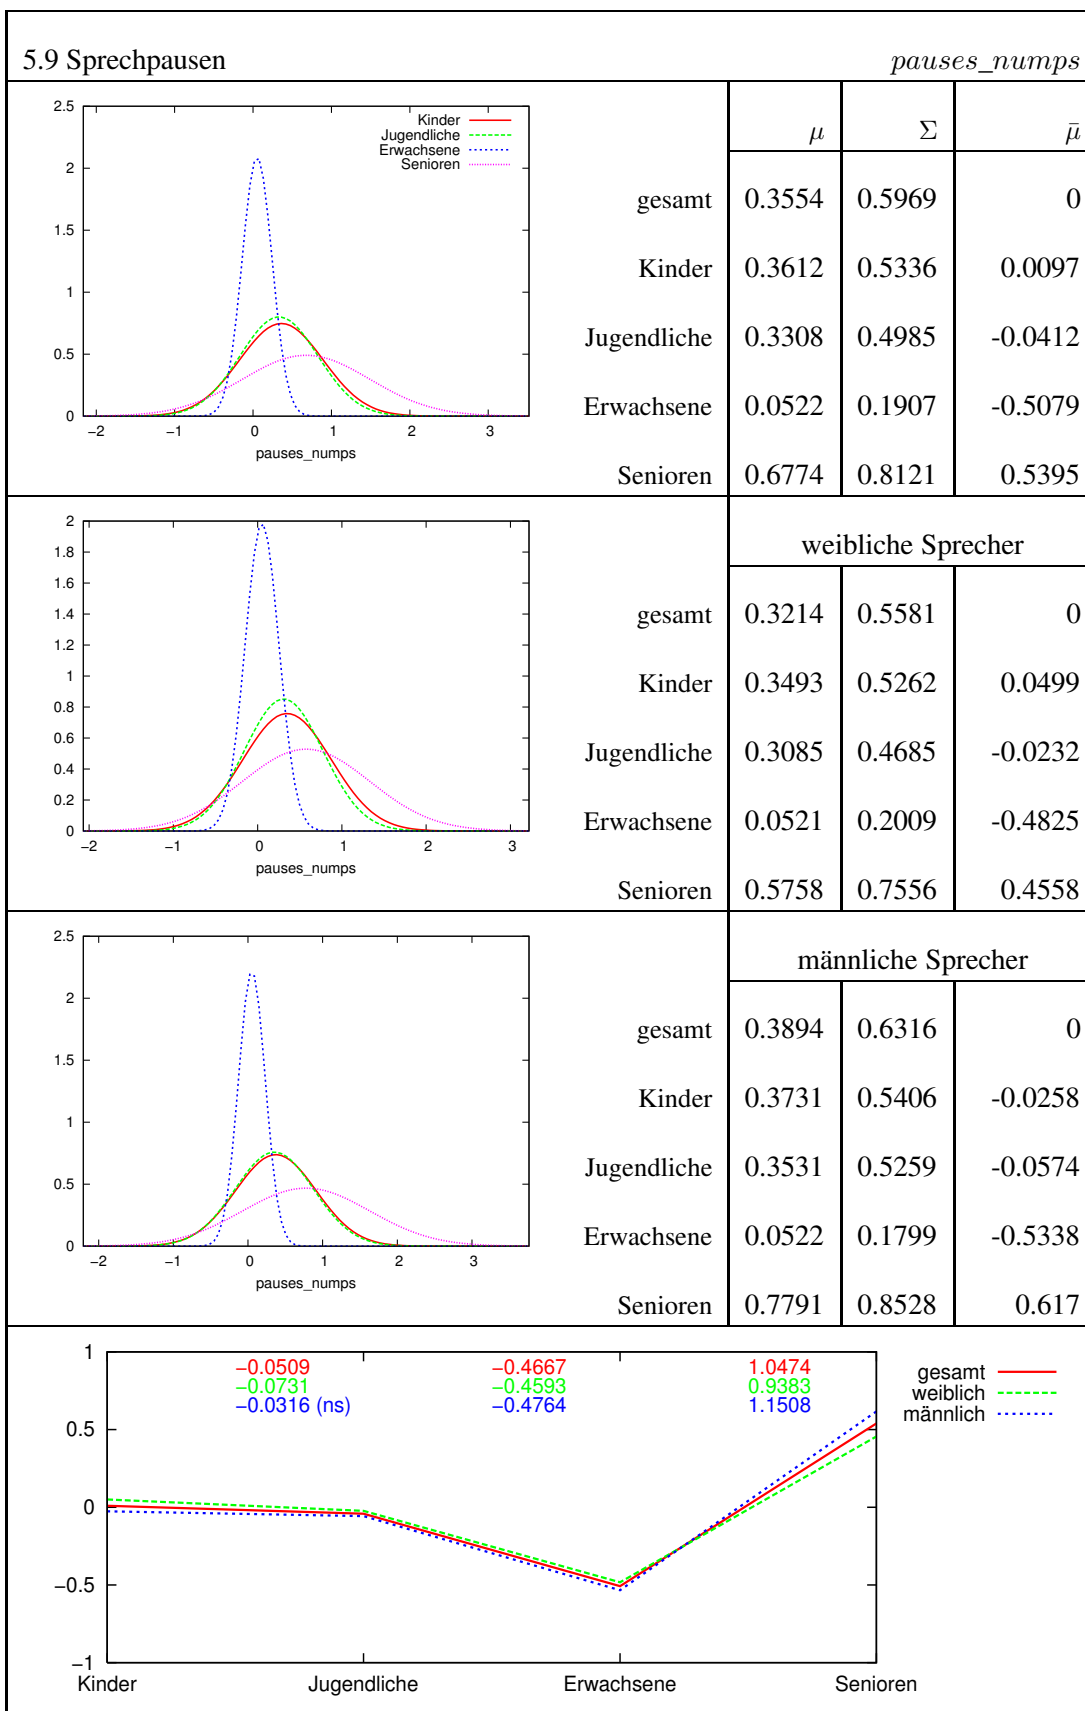 5.9 Sprechpausen pauses_numps
2.5
2
1.5
1
0.5
0
−2 −1 0 1 2 3
pauses_numps
Kinder
Jugendliche
Erwachsene
Senioren
μ Σ μ̄
gesamt 0.3554 0.5969 0
Kinder 0.3612 0.5336 0.0097
Jugendliche 0.3308 0.4985 -0.0412
Erwachsene 0.0522 0.1907 -0.5079
Senioren 0.6774 0.8121 0.5395
2
1.8
1.6
1.4
1.2
1
0.8
0.6
0.4
0.2
0
−2 −1 0 1 2 3
pauses_numps
weibliche Sprecher
gesamt 0.3214 0.5581 0
Kinder 0.3493 0.5262 0.0499
Jugendliche 0.3085 0.4685 -0.0232
Erwachsene 0.0521 0.2009 -0.4825
Senioren 0.5758 0.7556 0.4558
2.5
2
1.5
1
0.5
0
−2 −1 0 1 2 3
pauses_numps
männliche Sprecher
gesamt 0.3894 0.6316 0
Kinder 0.3731 0.5406 -0.0258
Jugendliche 0.3531 0.5259 -0.0574
Erwachsene 0.0522 0.1799 -0.5338
Senioren 0.7791 0.8528 0.617
1
0.5
0
−0.5
−1
−0.0509 −0.4667 1.0474
−0.0731 −0.4593 0.9383
−0.0316 (ns) −0.4764 1.1508
gesamt
weiblich
männlich
Kinder Jugendliche Erwachsene Senioren